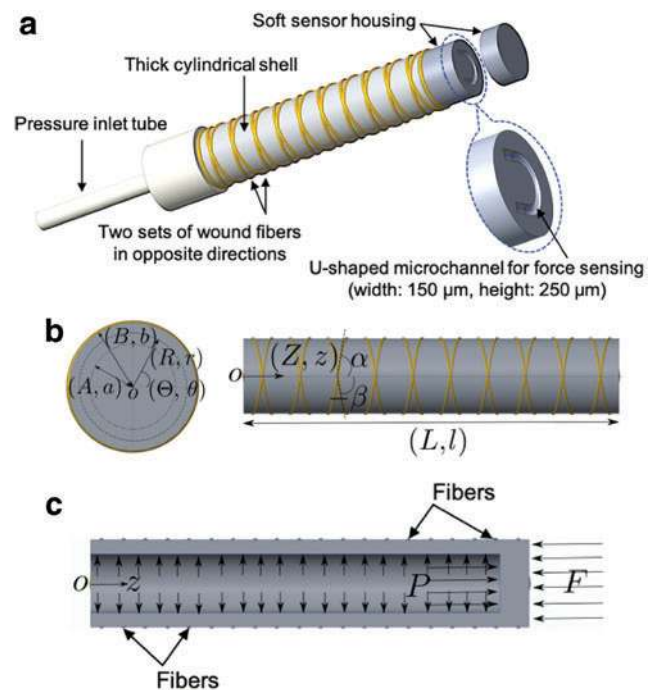 a
Soft sensor housing
Thick cylindrical shell
Pressure inlet tube
Two sets of wound fibers
in opposite directions
U-shaped microchannel for force sensing
(width: 150 µm, height: 250 µm)
b
(B, b)
(R, r)
(A, a)
o
(Θ, θ)
o
(Z, z)
α
−β
(L, l)
c
Fibers
o
z
P
F
Fibers